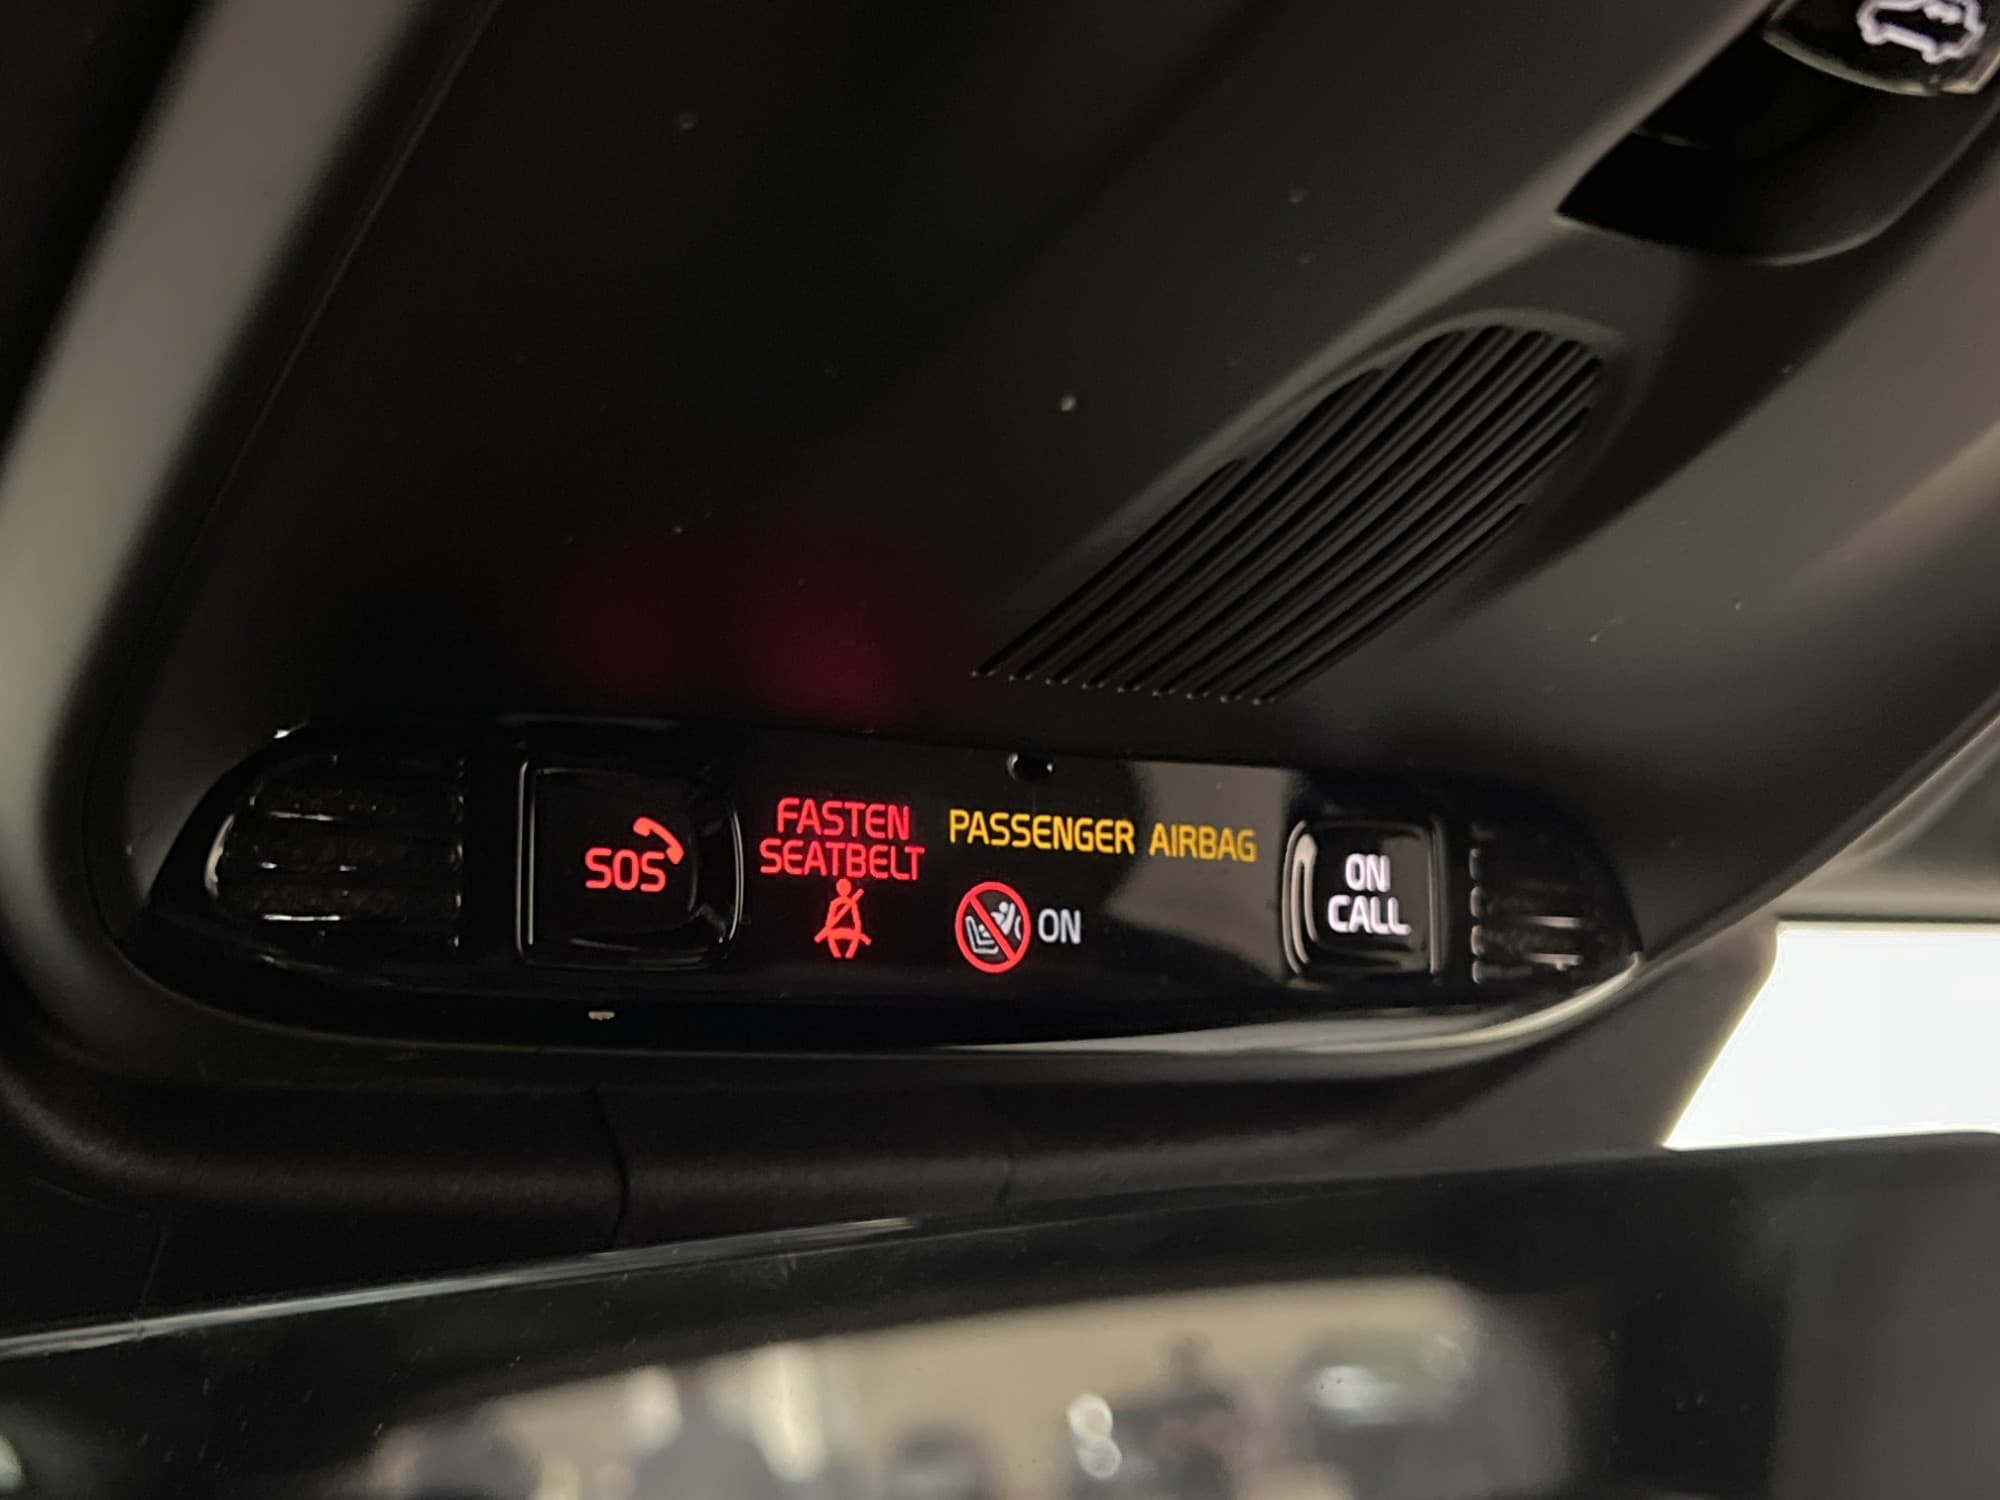 SOS
FASTEN
SEATBELT
PASSENGER AIRBAG
ON
ON
CALL